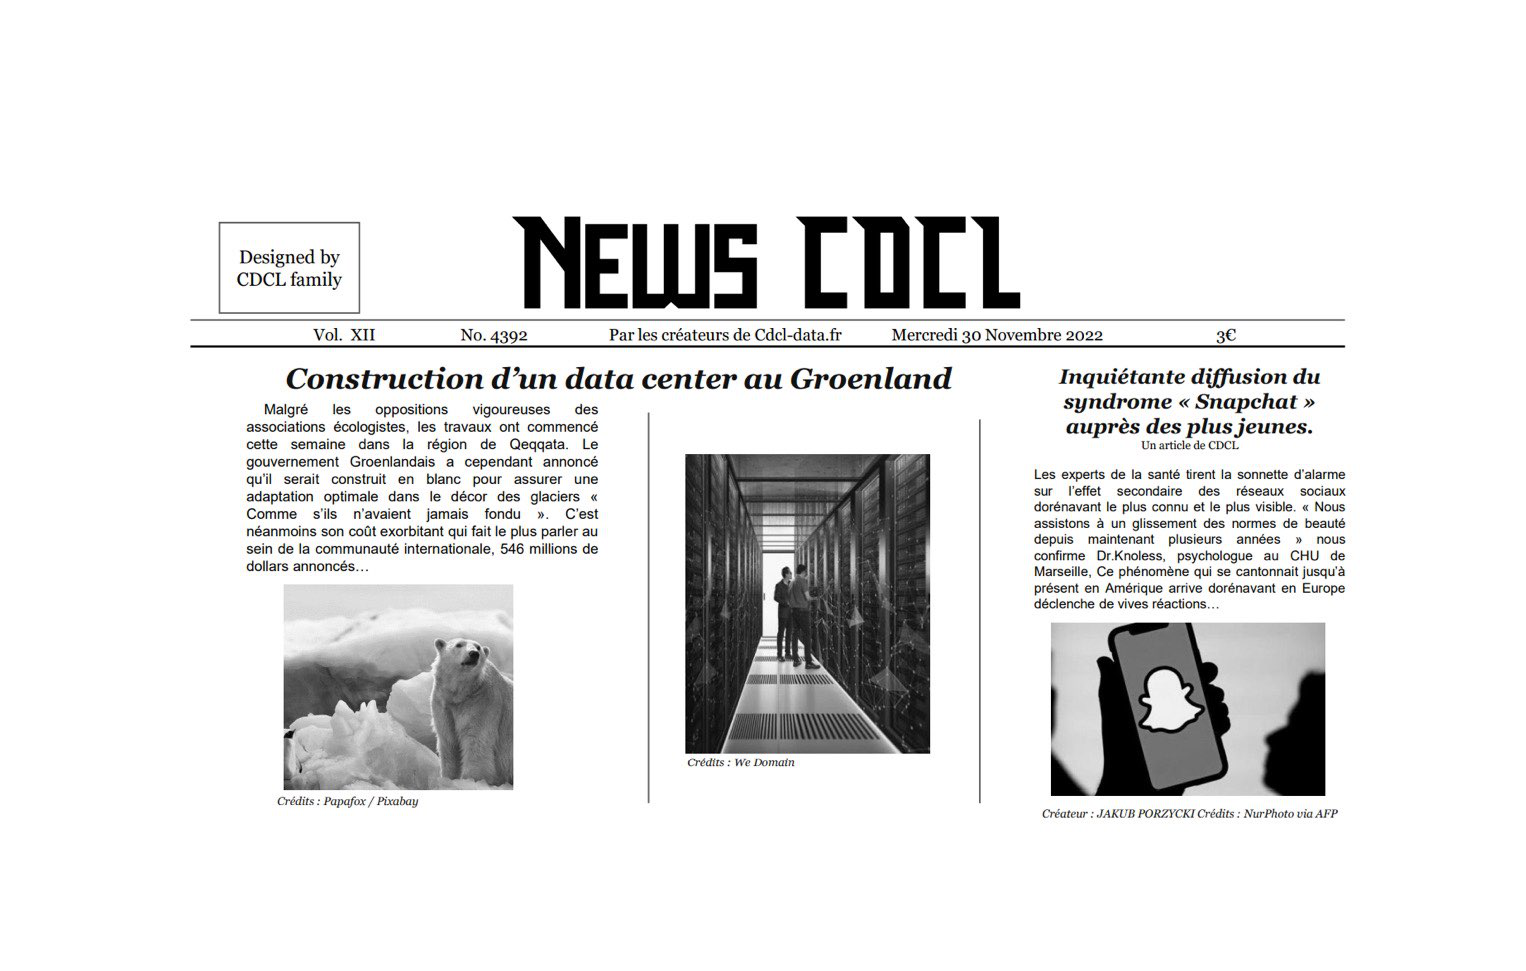 Designed by
CDCL family
NEWS CDCL
Vol. XII No. 4392 Par les créateurs de Cdcl-data.fr Mercredi 30 Novembre 2022 3€
Construction d’un data center au Groenland
Malgré les oppositions vigoureuses des
associations écologistes, les travaux ont commencé
cette semaine dans la région de Qeqqata. Le
gouvernement Groenlandais a cependant annoncé
qu’il serait construit en blanc pour assurer une
adaptation optimale dans le décor des glaciers «
Comme s’ils n’avaient jamais fondu ». C’est
néanmoins son coût exorbitant qui fait le plus parler au
sein de la communauté internationale, 546 millions de
dollars annoncés…
Crédits : Papafox / Pixabay
Crédits : We Domain
Inquiétante diffusion du
syndrome « Snapchat »
auprès des plus jeunes.
Un article de CDCL
Les experts de la santé tirent la sonnette d’alarme
sur l’effet secondaire des réseaux sociaux
dorénavant le plus connu et le plus visible. « Nous
assistons à un glissement des normes de beauté
depuis maintenant plusieurs années » nous
confirme Dr.Knoless, psychologue au CHU de
Marseille, Ce phénomène qui se cantonnait jusqu’à
présent en Amérique arrive dorénavant en Europe
déclenche de vives réactions…
Créateur : JAKUB PORZYCKI Crédits : NurPhoto via AFP